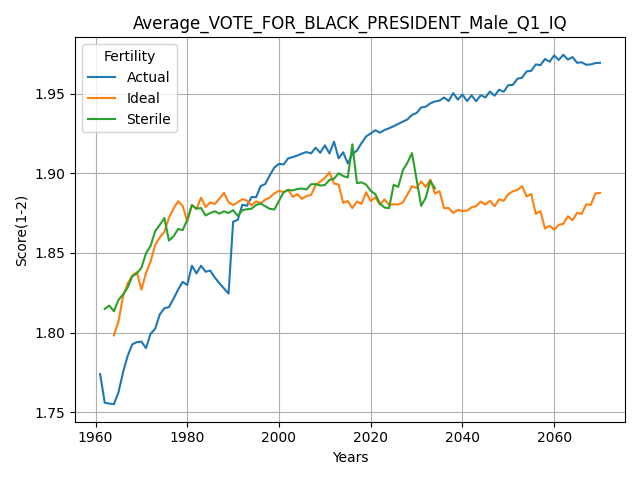 Average_VOTE_FOR_BLACK_PRESIDENT_Male_Q1_IQ
Fertility
Actual
Ideal
Sterile
Score(1-2)
1.95
1.90
1.85
1.80
1.75
1960 1980 2000 2020 2040 2060
Years